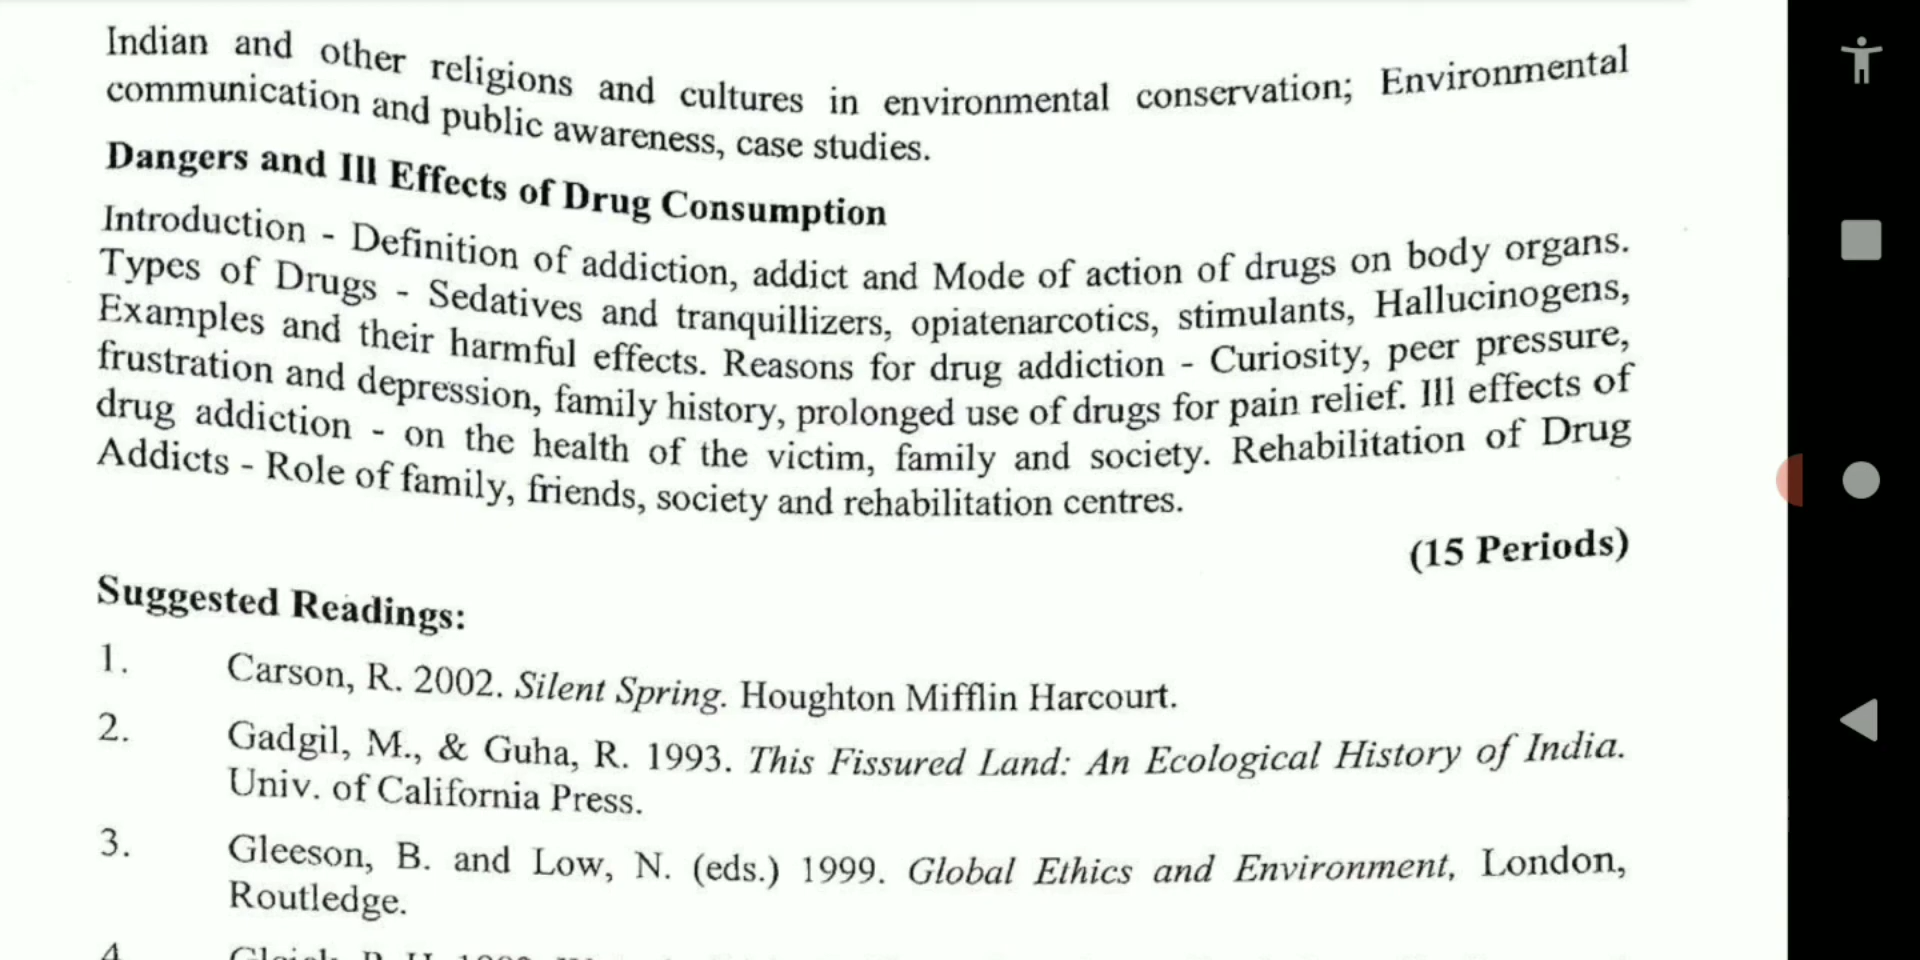 Indian and other religions and cultures in environmental conservation; Environmental
communication and public awareness, case studies.
Dangers and Ill Effects of Drug Consumption
Introduction - Definition of addiction, addict and Mode of action of drugs on body organs.
Types of Drugs - Sedatives and tranquillizers, opiatenarcotics, stimulants, Hallucinogens,
Examples and their harmful effects. Reasons for drug addiction - Curiosity, peer pressure,
frustration and depression, family history, prolonged use of drugs for pain relief. Ill effects of
drug addiction - on the health of the victim, family and society. Rehabilitation of Drug
Addicts - Role of family, friends, society and rehabilitation centres.
(15 Periods)
Suggested Readings:
1. Carson, R. 2002. Silent Spring. Houghton Mifflin Harcourt.
2. Gadgil, M., & Guha, R. 1993. This Fissured Land: An Ecological History of India.
Univ. of California Press.
3. Gleeson, B. and Low, N. (eds.) 1999. Global Ethics and Environment, London,
Routledge.
4.